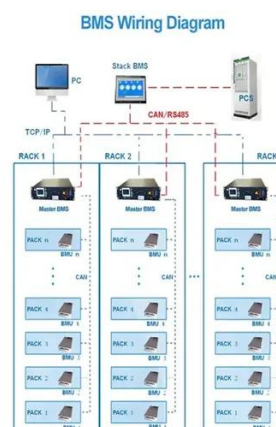 BMS Wiring Diagram
Stack BMS
PC
PCS
CAN/RS485
TCP/IP
RACK 1
RACK 2
RACK
Master BMS
Master BMS
Master BMS
PACK n
BMU n
PACK n
BMU n
PACK n
BMU n
CAN
CAN
CAN
...
PACK 4
BMU 4
PACK 4
BMU 4
PACK 4
BMU
PACK 3
BMU 3
PACK 3
BMU 3
PACK 3
BMU
PACK 2
BMU 2
PACK 2
BMU 2
PACK 2
BMU
PACK 1
PACK 1
PACK 1